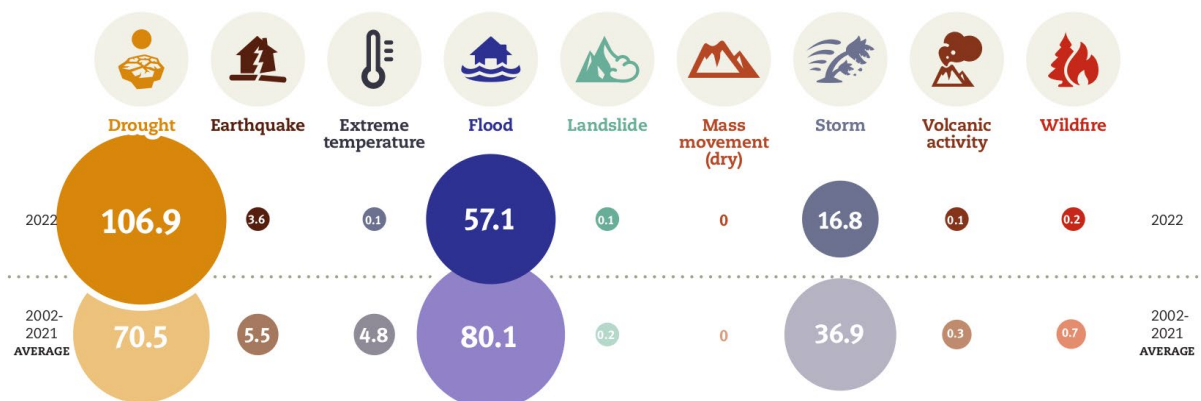 Drought
Earthquake
Extreme
temperature
Flood
Landslide
Mass
movement
(dry)
Storm
Volcanic
activity
Wildfire
2022
106.9
3.6
0.1
57.1
0.1
0
16.8
0.1
0.2
2022
2002-
2021
AVERAGE
70.5
5.5
4.8
80.1
0.2
0
36.9
0.3
0.7
2002-
2021
AVERAGE